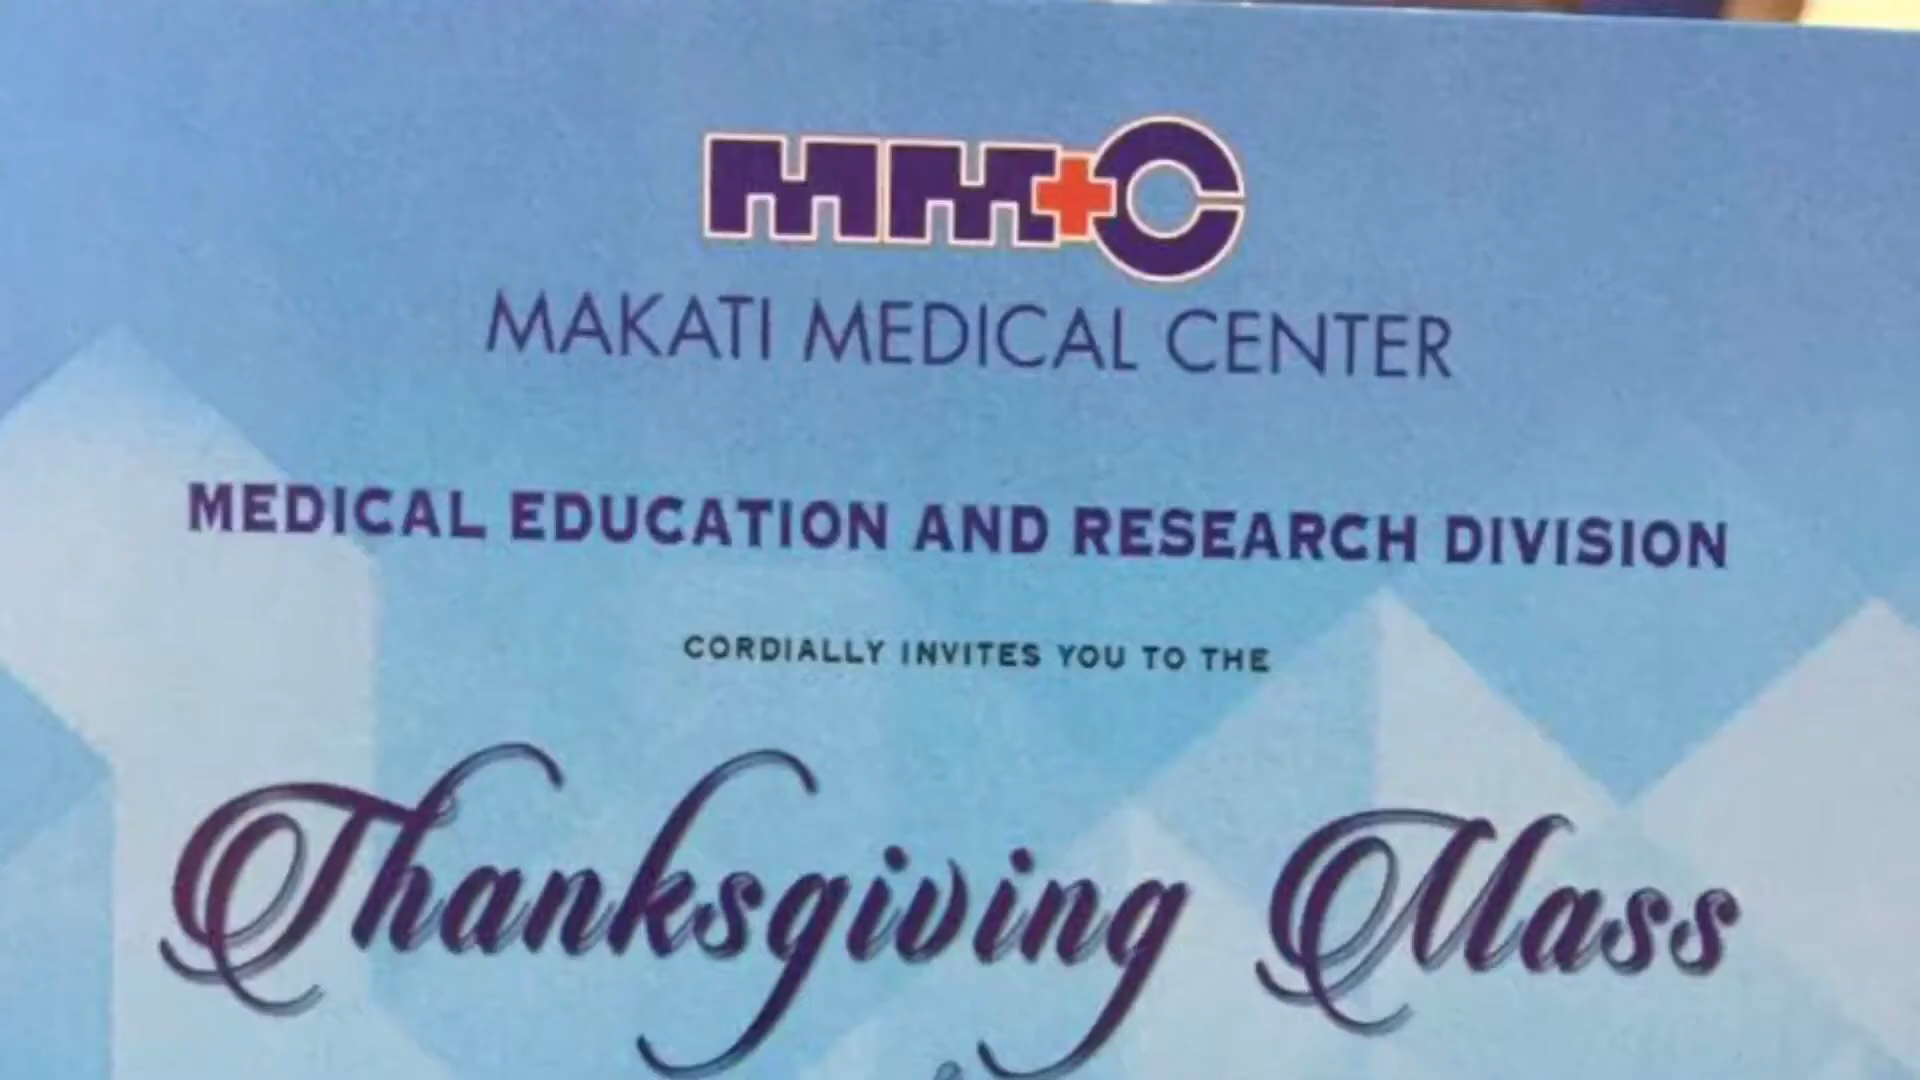 MMC
MAKATI MEDICAL CENTER
MEDICAL EDUCATION AND RESEARCH DIVISION
CORDIALLY INVITES YOU TO THE
Thanksgiving Mass